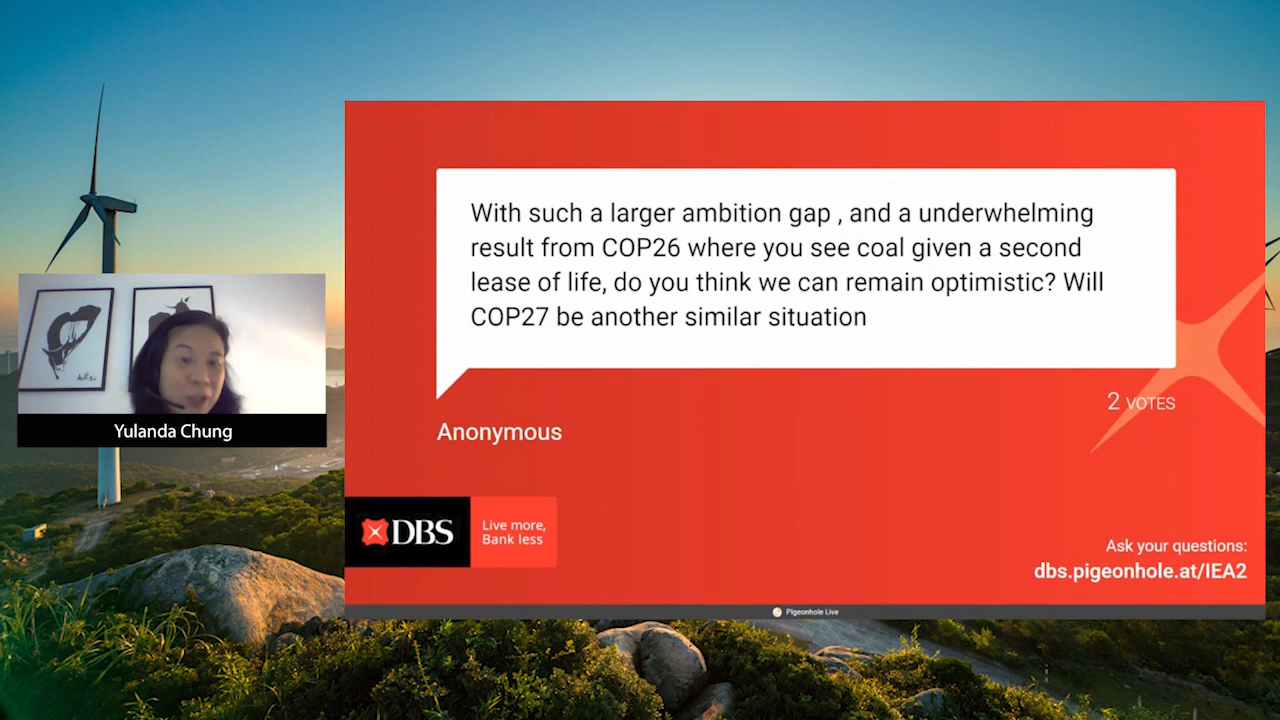 With such a larger ambition gap , and a underwhelming
result from COP26 where you see coal given a second
lease of life, do you think we can remain optimistic? Will
COP27 be another similar situation
2 VOTES
Anonymous
Yulanda Chung
DBS
Live more,
Bank less
Ask your questions:
dbs.pigeonhole.at/IEA2
Pigeonhole Live